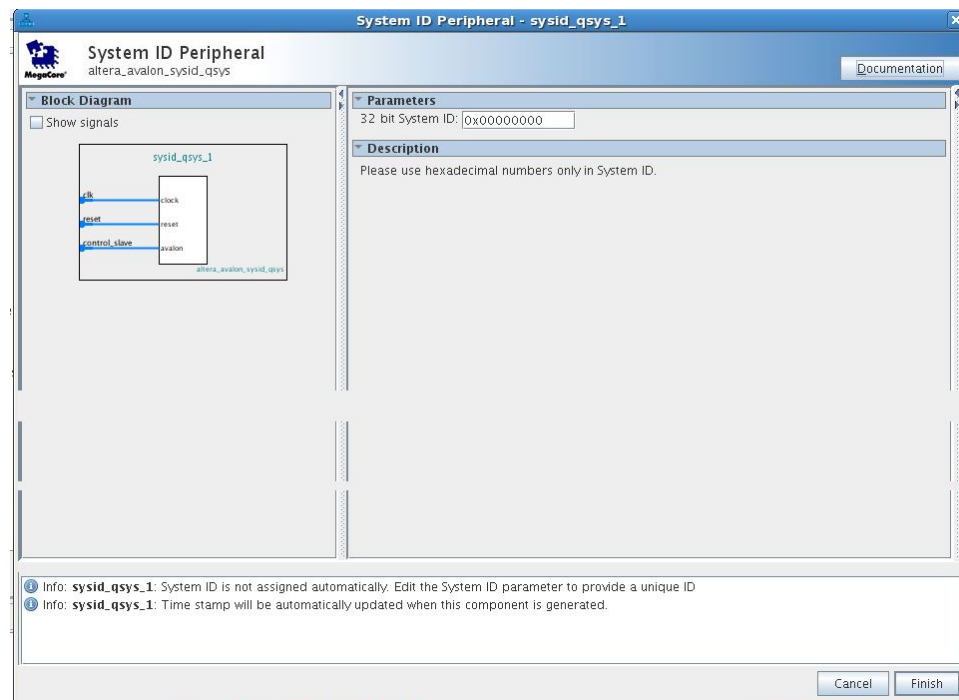 System ID Peripheral - sysid_qsys_1
System ID Peripheral
altera_avalon_sysid_qsys
MegaCore'
Documentation
Block Diagram
Show signals
sysid_qsys_1
clk
clock
reset
reset
control_slave
avalon
altera_avalon_sysid_qsys
Parameters
32 bit System ID: 0x00000000
Description
Please use hexadecimal numbers only in System ID.
Info: sysid_qsys_1: System ID is not assigned automatically. Edit the System ID parameter to provide a unique ID
Info: sysid_qsys_1: Time stamp will be automatically updated when this component is generated.
Cancel Finish